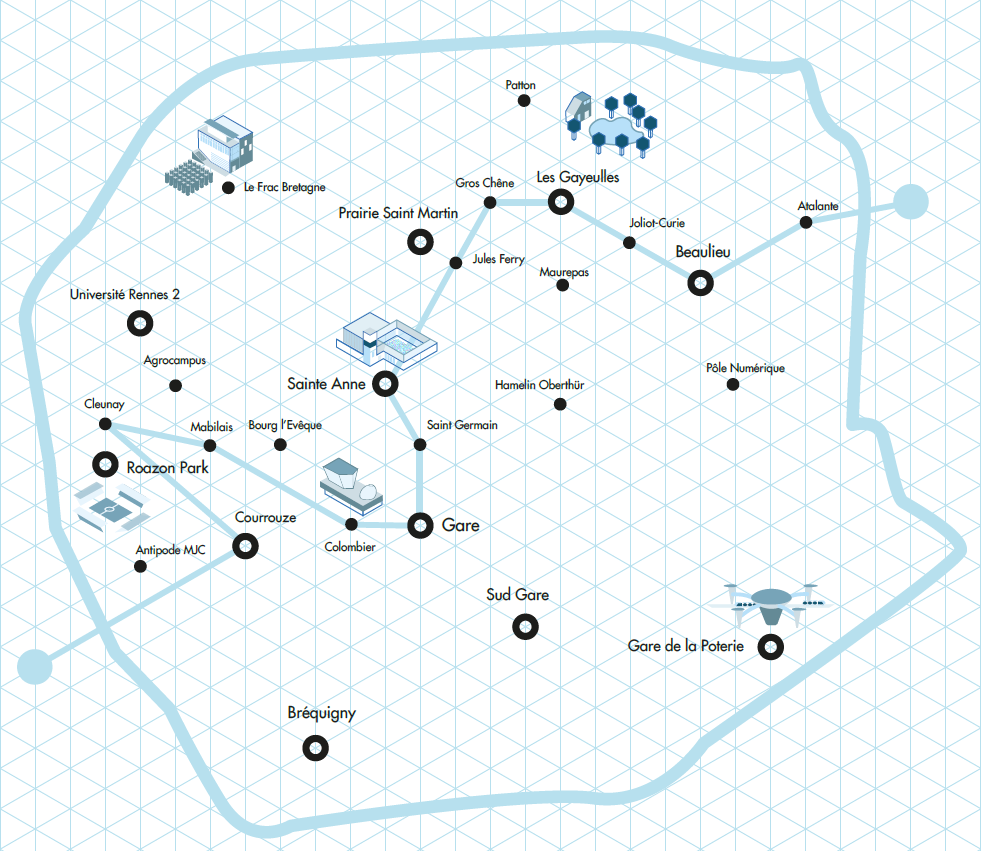 Patton
Les Gayeulles
Gros Chêne
Le Frac Bretagne
Prairie Saint Martin
Atalante
Joliot-Curie
Beaulieu
Jules Ferry
Maurepas
Université Rennes 2
Agrocampus
Pôle Numérique
Sainte Anne
Hamelin Oberthür
Cleunay
Mabilais
Bourg l'Evêque
Saint Germain
Roazon Park
Courrouze
Gare
Antipode MJC
Colombier
Sud Gare
Gare de la Poterie
Bréquigny